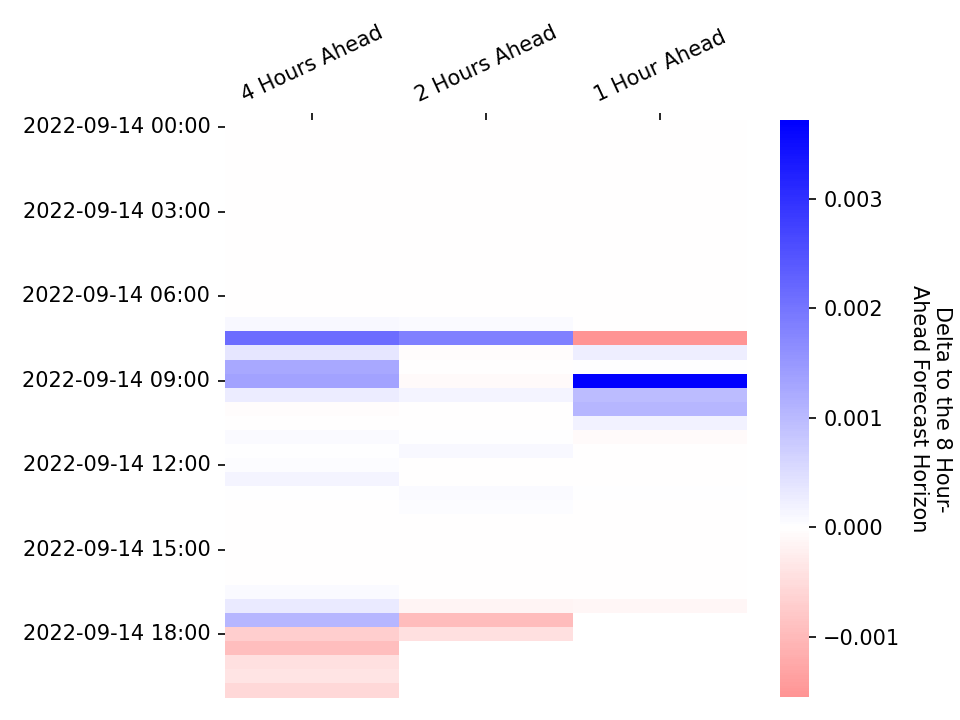 4 Hours Ahead
2 Hours Ahead
1 Hour Ahead
2022-09-14 00:00
2022-09-14 03:00
2022-09-14 06:00
2022-09-14 09:00
2022-09-14 12:00
2022-09-14 15:00
2022-09-14 18:00
0.003
0.002
0.001
0.000
−0.001
Delta to the 8 Hour-
Ahead Forecast Horizon